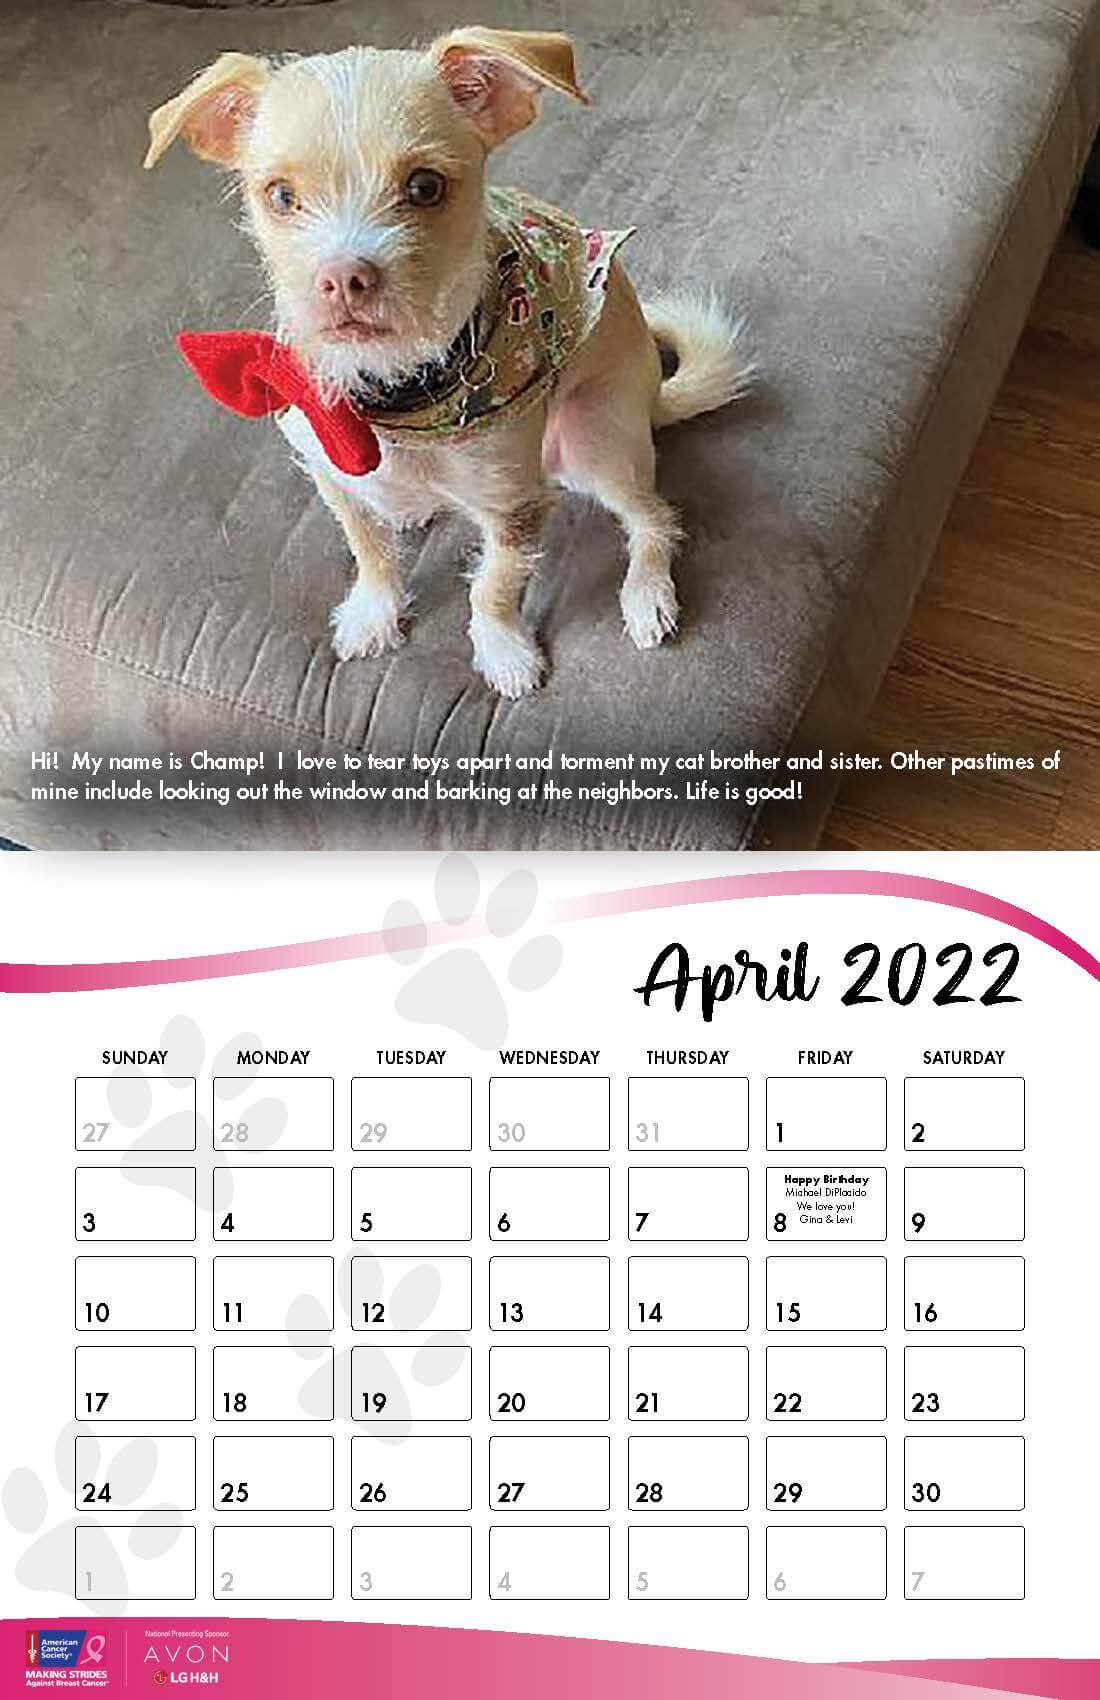 Hi!  My name is Champ!  I  love to tear toys apart and torment my cat brother and sister. Other pastimes of
mine include looking out the window and barking at the neighbors. Life is good!
April 2022
SUNDAY MONDAY TUESDAY WEDNESDAY THURSDAY FRIDAY SATURDAY
27 28 29 30 31 1 2
Happy Birthday
Michael DiPlacido
We love you!
Gina & Levi
3 4 5 6 7 8 9
10 11 12 13 14 15 16
17 18 19 20 21 22 23
24 25 26 27 28 29 30
1 2 3 4 5 6 7
American
Cancer
Society®
MAKING STRIDES
Against Breast Cancer®
National Presenting Sponsor
AVON
LG H&H